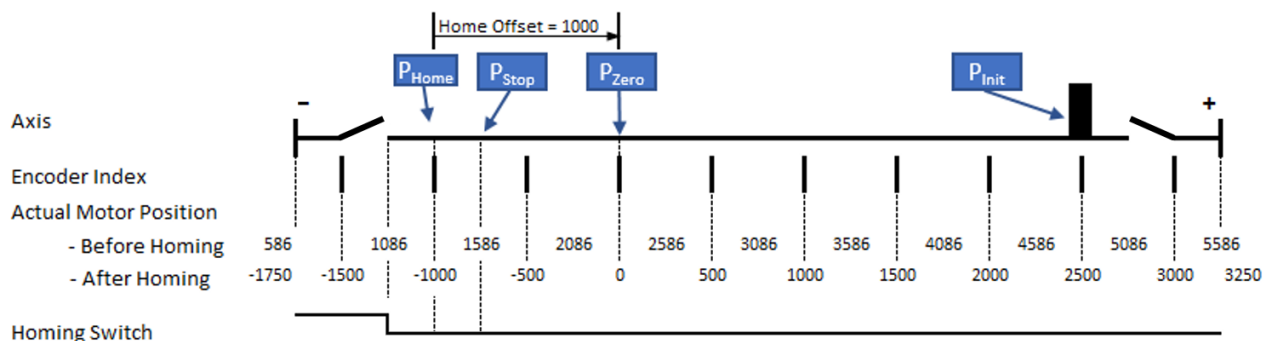 Home Offset = 1000
PHome PStop PZero PInit
− +
Axis
Encoder Index
Actual Motor Position
- Before Homing 586 1086 1586 2086 2586 3086 3586 4086 4586 5086 5586
- After Homing -1750 -1500 -1000 -500 0 500 1000 1500 2000 2500 3000 3250
Homing Switch